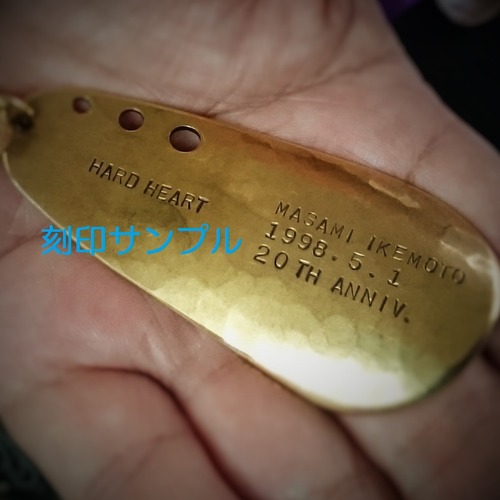 HARD HEART
MASAMI IKEMOTO
1998.5.1
20TH ANNIV.
刻印サンプル